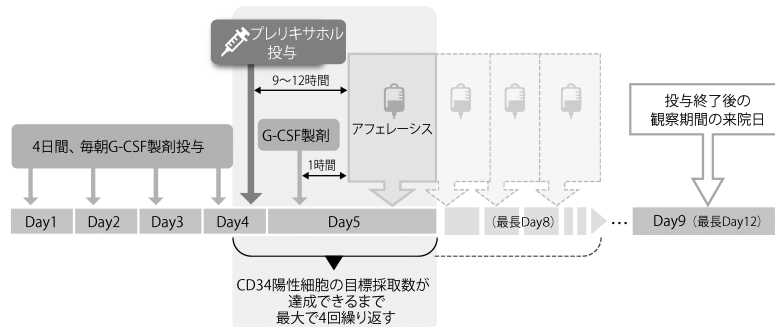 プレリキサホル
投与
9～12時間
G-CSF製剤
アフェレーシス
1時間
4日間、毎朝G-CSF製剤投与
投与終了後の
観察期間の来院日
Day1
Day2
Day3
Day4
Day5
（最長Day8）
…
Day9（最長Day12）
CD34陽性細胞の目標採取数が
達成できるまで
最大で4回繰り返す